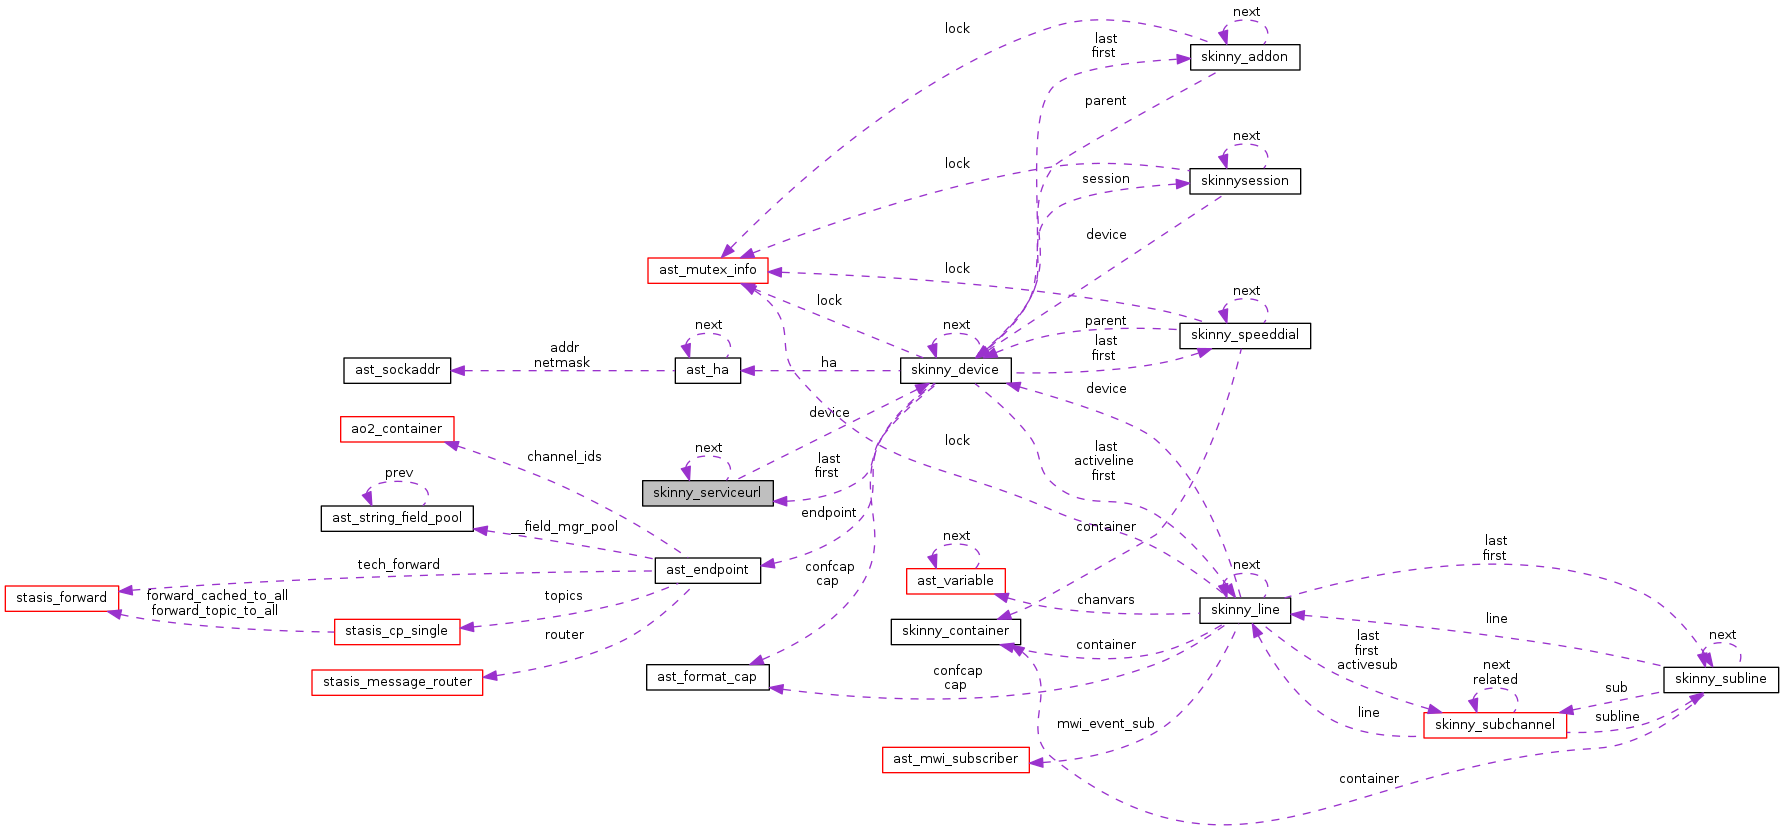 next
lock
last
first
skinny_addon
parent
next
lock
session
skinnysession
device
ast_mutex_info
lock
next
lock
parent
skinny_speeddial
next
next
last
first
addr
netmask
ha
ast_sockaddr
ast_ha
skinny_device
device
device
ao2_container
channel_ids
next
last
first
lock
last
activeline
first
prev
skinny_serviceurl
ast_string_field_pool
__field_mgr_pool
endpoint
container
next
last
first
tech_forward
ast_endpoint
confcap
cap
ast_variable
next
stasis_forward
forward_cached_to_all
forward_topic_to_all
topics
chanvars
skinny_line
stasis_cp_single
router
skinny_container
container
line
last
first
activesub
next
stasis_message_router
ast_format_cap
confcap
cap
next
related
skinny_subline
sub
line
skinny_subchannel
subline
mwi_event_sub
ast_mwi_subscriber
container